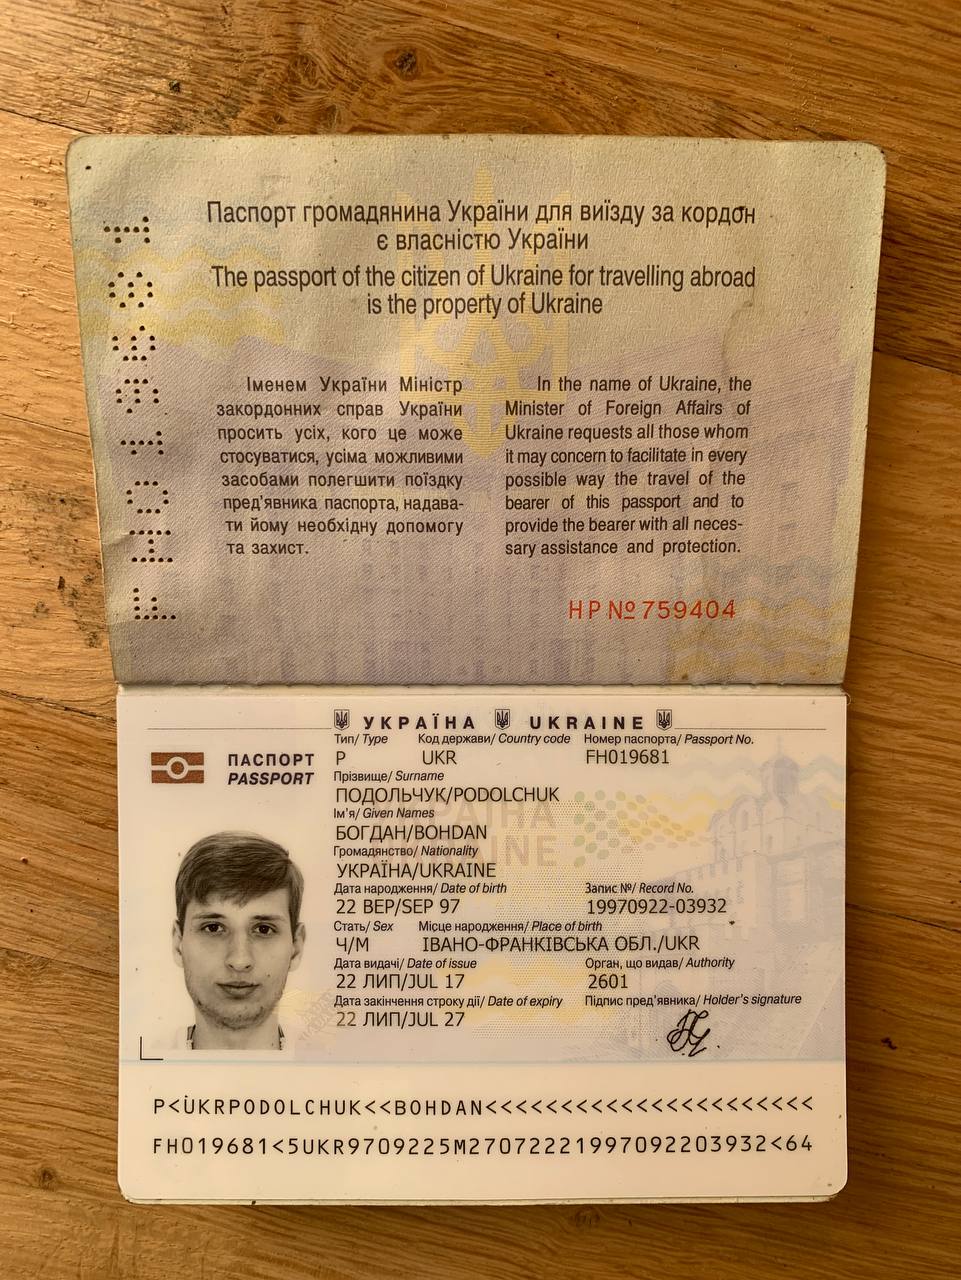 Паспорт громадянина України для виїзду за кордон
є власністю України
The passport of the citizen of Ukraine for travelling abroad
is the property of Ukraine
Іменем України Міністр
закордонних справ України
просить усіх, кого це може
стосуватися, усіма можливими
засобами полегшити поїздку
пред'явника паспорта, надава-
ти йому необхідну допомогу
та захист.
In the name of Ukraine, the
Minister of Foreign Affairs of
Ukraine requests all those whom
it may concern to facilitate in every
possible way the travel of the
bearer of this passport and to
provide the bearer with all neces-
sary assistance and protection.
НР №759404
FH019681
УКРАЇНА UKRAINE
ПАСПОРТ
PASSPORT
Тип/ Type Код держави/ Country code Номер паспорта/ Passport No.
P UKR FH019681
Прізвище/ Surname
ПОДОЛЬЧУК/PODOLCHUK
Ім'я/ Given Names
БОГДАН/BOHDAN
Громадянство/ Nationality
УКРАЇНА/UKRAINE
Дата народження/ Date of birth Запис №/ Record No.
22 ВЕР/SEP 97 19970922-03932
Стать/ Sex Місце народження/ Place of birth
Ч/М ІВАНО-ФРАНКІВСЬКА ОБЛ./UKR
Дата видачі/ Date of issue Орган, що видав/ Authority
22 ЛИП/JUL 17 2601
Дата закінчення строку дії/ Date of expiry Підпис пред'явника/ Holder's signature
22 ЛИП/JUL 27
УКРАЇНА
UKRAINE
P<UKRPODOLCHUK<<BOHDAN<<<<<<<<<<<<<<<<<<<<<<
FH019681<5UKR9709225M27072221997092203932<64